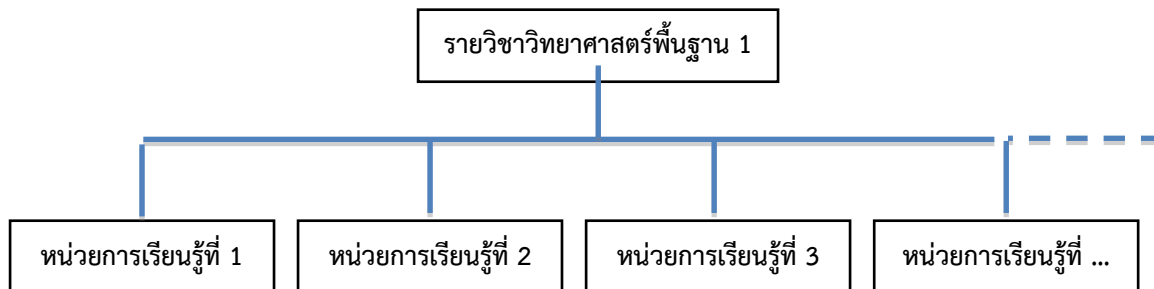 รายวิชาวิทยาศาสตร์พื้นฐาน 1
หน่วยการเรียนรู้ที่ 1
หน่วยการเรียนรู้ที่ 2
หน่วยการเรียนรู้ที่ 3
หน่วยการเรียนรู้ที่ ...